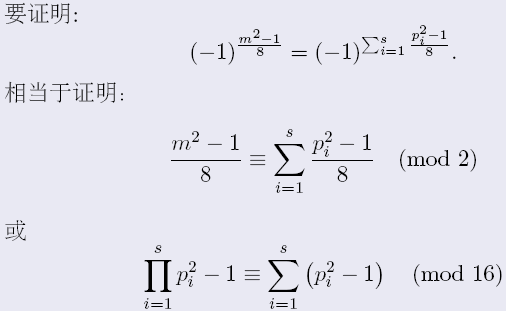 要证明:
$(-1)^{\frac{m^2-1}{8}} = (-1)^{\sum_{i=1}^{s} \frac{p_i^2-1}{8}}.$
相当于证明:
$\frac{m^2-1}{8} \equiv \sum_{i=1}^{s} \frac{p_i^2-1}{8} \pmod{2}$
或
$\prod_{i=1}^{s} p_i^2 - 1 \equiv \sum_{i=1}^{s} \left(p_i^2 - 1\right) \pmod{16}$